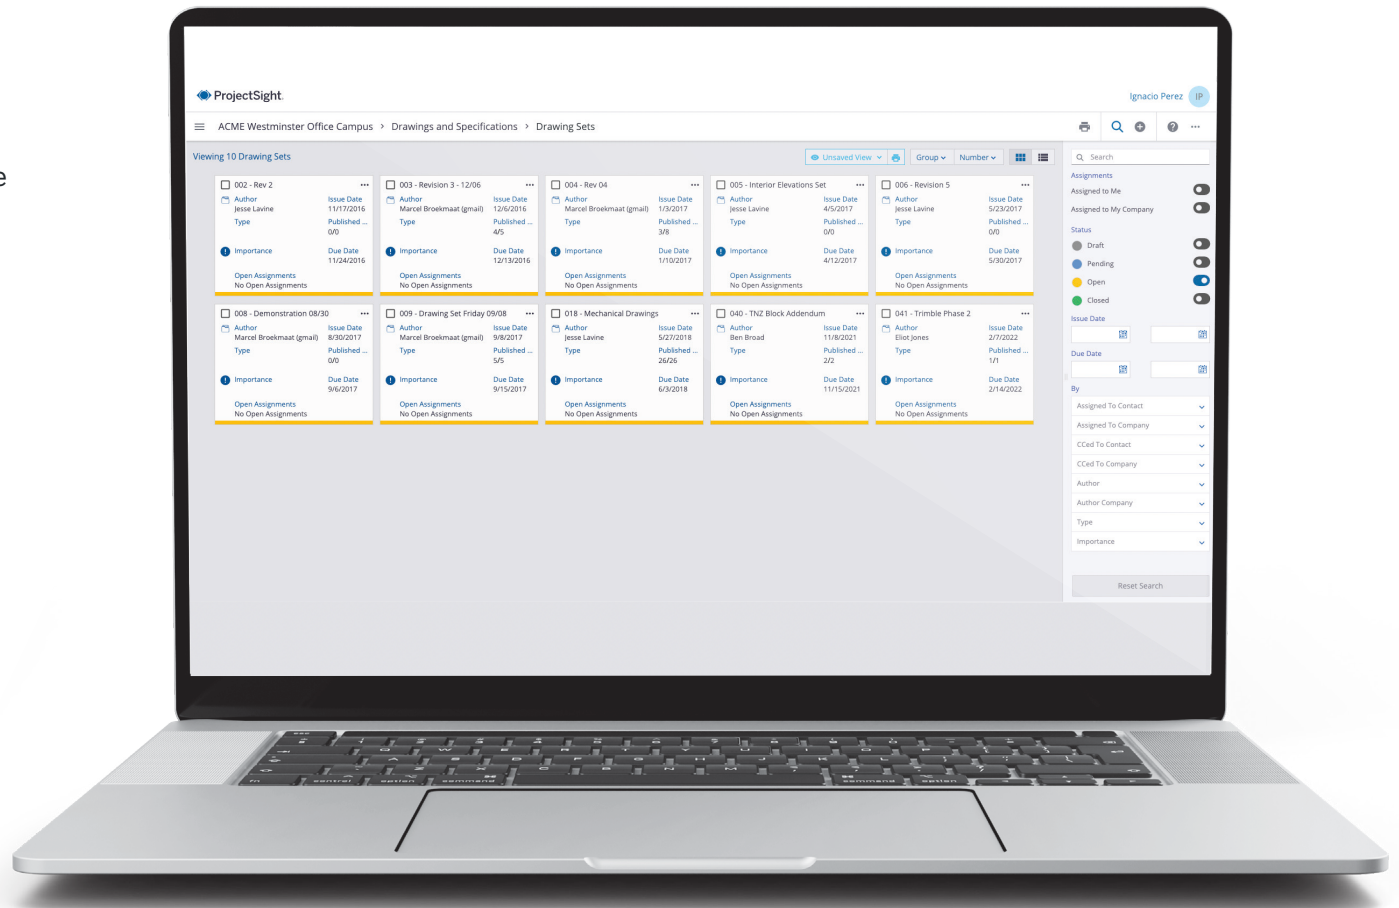 e
ProjectSight.
Ignacio Perez IP
ACME Westminster Office Campus > Drawings and Specifications > Drawing Sets
Viewing 10 Drawing Sets
Unsaved View
Group
Number
Search
002 - Rev 2
Author Issue Date
Jesse Lavine 11/17/2016
Type Published ...
0/0
Importance Due Date
11/24/2016
Open Assignments
No Open Assignments
003 - Revision 3 - 12/06
Author Issue Date
Marcel Broekmaat (gmail) 12/6/2016
Type Published ...
4/5
Importance Due Date
12/13/2016
Open Assignments
No Open Assignments
004 - Rev 04
Author Issue Date
Marcel Broekmaat (gmail) 1/3/2017
Type Published ...
3/8
Importance Due Date
1/10/2017
Open Assignments
No Open Assignments
005 - Interior Elevations Set
Author Issue Date
Jesse Lavine 4/5/2017
Type Published ...
0/0
Importance Due Date
4/12/2017
Open Assignments
No Open Assignments
006 - Revision 5
Author Issue Date
Jesse Lavine 5/23/2017
Type Published ...
0/0
Importance Due Date
5/30/2017
Open Assignments
No Open Assignments
008 - Demonstration 08/30
Author Issue Date
Marcel Broekmaat (gmail) 8/30/2017
Type Published ...
0/0
Importance Due Date
9/6/2017
Open Assignments
No Open Assignments
009 - Drawing Set Friday 09/08
Author Issue Date
Marcel Broekmaat (gmail) 9/8/2017
Type Published ...
5/5
Importance Due Date
9/15/2017
Open Assignments
No Open Assignments
018 - Mechanical Drawings
Author Issue Date
Jesse Lavine 5/27/2018
Type Published ...
26/26
Importance Due Date
6/3/2018
Open Assignments
No Open Assignments
040 - TNZ Block Addendum
Author Issue Date
Ben Broad 11/8/2021
Type Published ...
2/2
Importance Due Date
11/15/2021
Open Assignments
No Open Assignments
041 - Trimble Phase 2
Author Issue Date
Eliot Jones 2/7/2022
Type Published ...
1/1
Importance Due Date
2/14/2022
Open Assignments
No Open Assignments
Assignments
Assigned to Me
Assigned to My Company
Status
Draft
Pending
Open
Closed
Issue Date
Due Date
By
Assigned To Contact
Assigned To Company
CCed To Contact
CCed To Company
Author
Author Company
Type
Importance
Reset Search
fn control option command command option